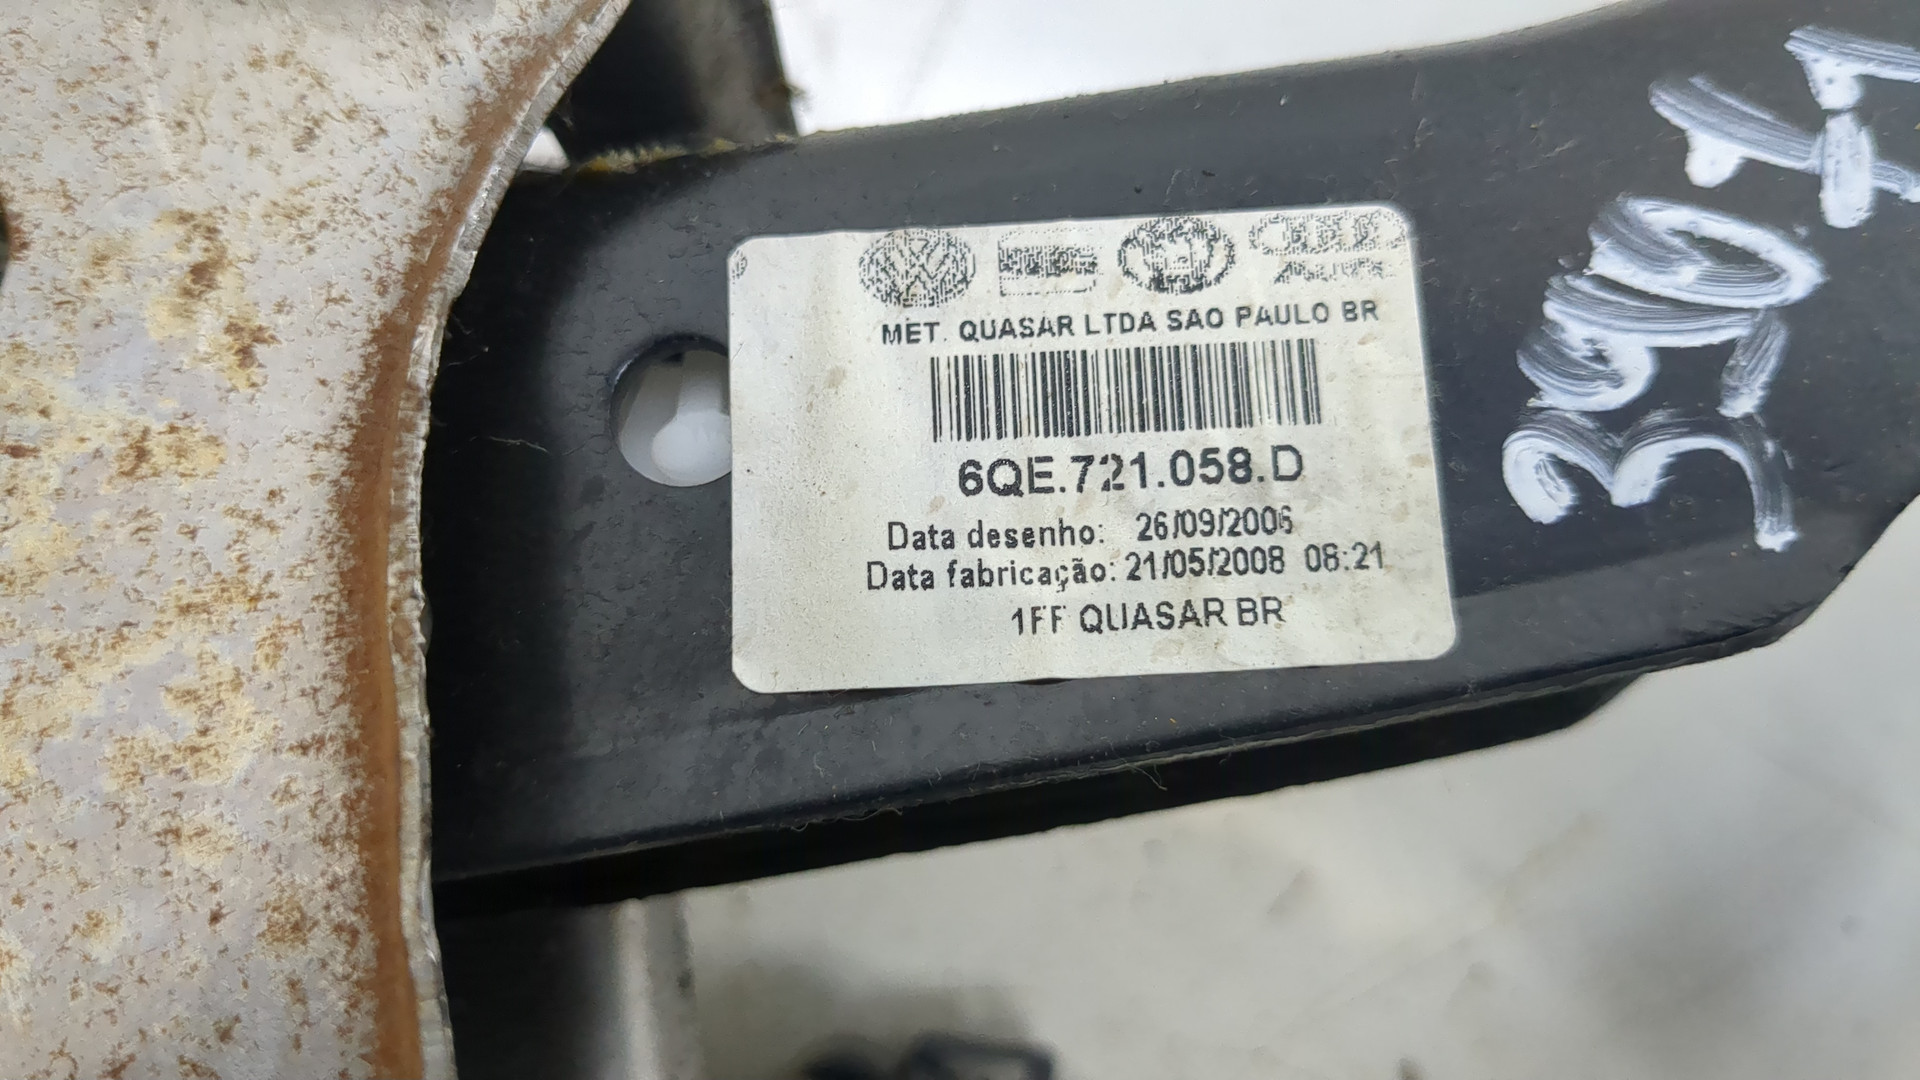 MET. QUASAR LTDA SAO PAULO BR
6QE.721.058.D
Data desenho: 26/09/2006
Data fabricação: 21/05/2008 08:21
1FF QUASAR BR